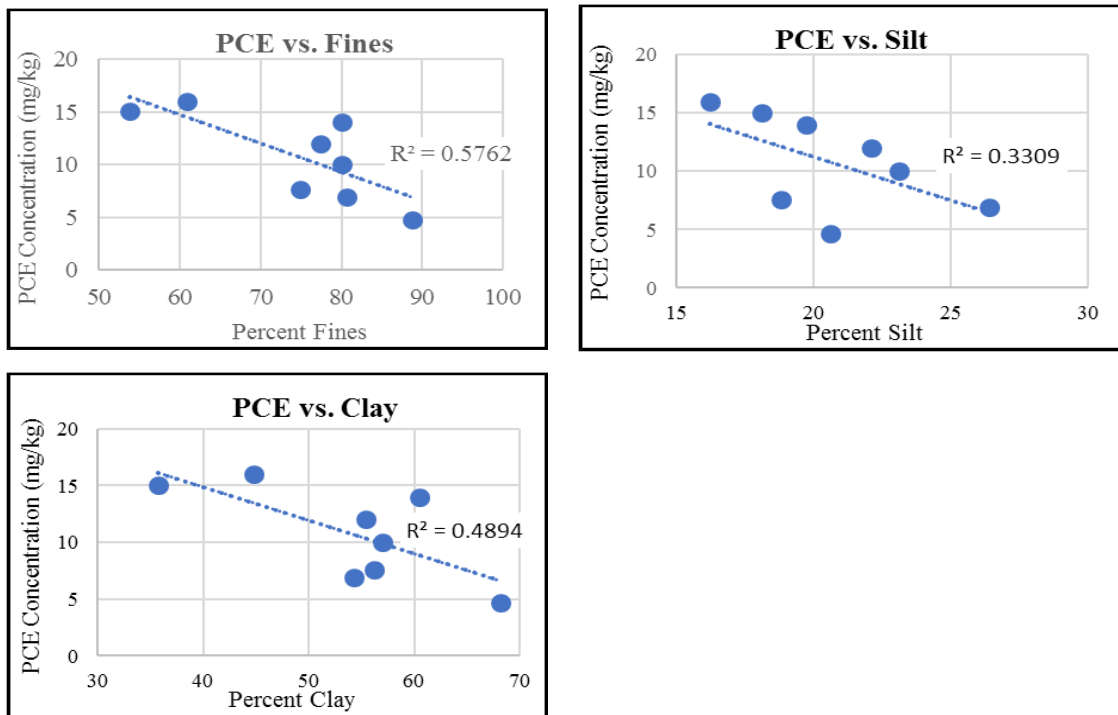 PCE vs. Fines
PCE Concentration (mg/kg)
20
15
10
5
0
R² = 0.5762
50 60 70 80 90 100
Percent Fines
PCE vs. Silt
PCE Concentration (mg/kg)
20
15
10
5
0
R² = 0.3309
15 20 25 30
Percent Silt
PCE vs. Clay
PCE Concentration (mg/kg)
20
15
10
5
0
R² = 0.4894
30 40 50 60 70
Percent Clay